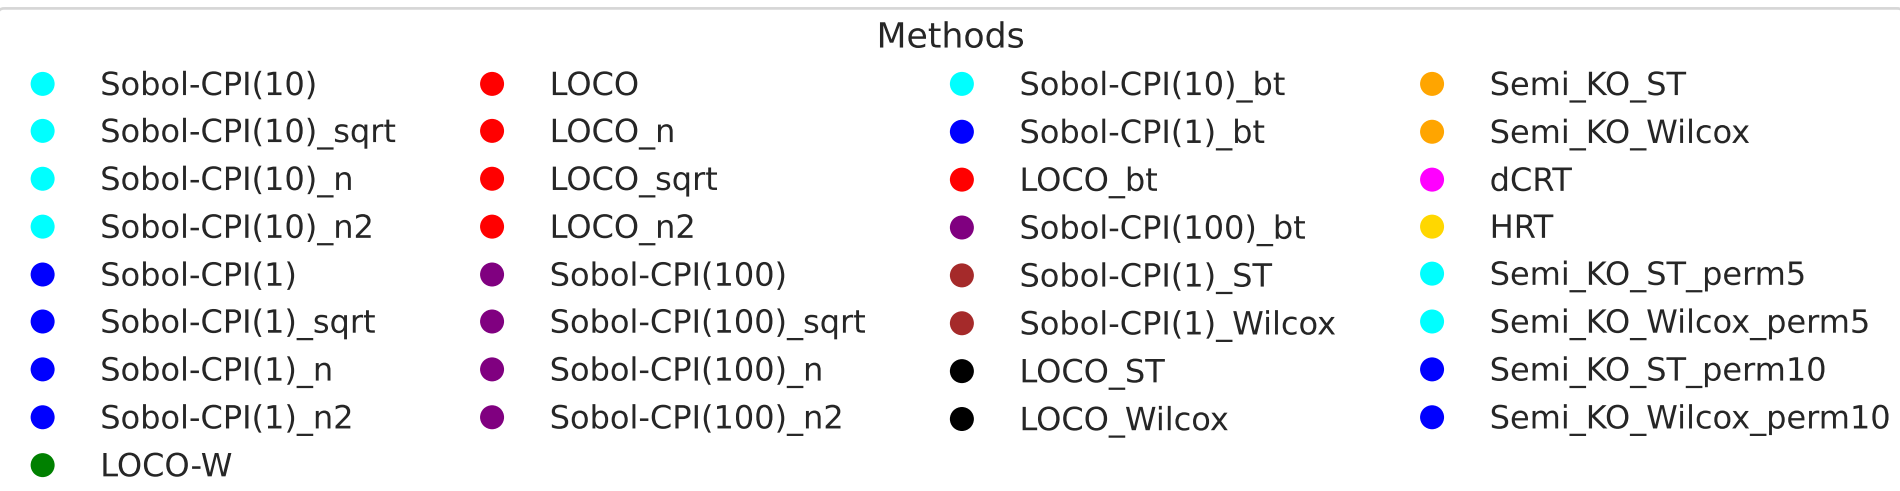 Methods
Sobol-CPI(10)
Sobol-CPI(10)_sqrt
Sobol-CPI(10)_n
Sobol-CPI(10)_n2
Sobol-CPI(1)
Sobol-CPI(1)_sqrt
Sobol-CPI(1)_n
Sobol-CPI(1)_n2
LOCO-W
LOCO
LOCO_n
LOCO_sqrt
LOCO_n2
Sobol-CPI(100)
Sobol-CPI(100)_sqrt
Sobol-CPI(100)_n
Sobol-CPI(100)_n2
Sobol-CPI(10)_bt
Sobol-CPI(1)_bt
LOCO_bt
Sobol-CPI(100)_bt
Sobol-CPI(1)_ST
Sobol-CPI(1)_Wilcox
LOCO_ST
LOCO_Wilcox
Semi_KO_ST
Semi_KO_Wilcox
dCRT
HRT
Semi_KO_ST_perm5
Semi_KO_Wilcox_perm5
Semi_KO_ST_perm10
Semi_KO_Wilcox_perm10